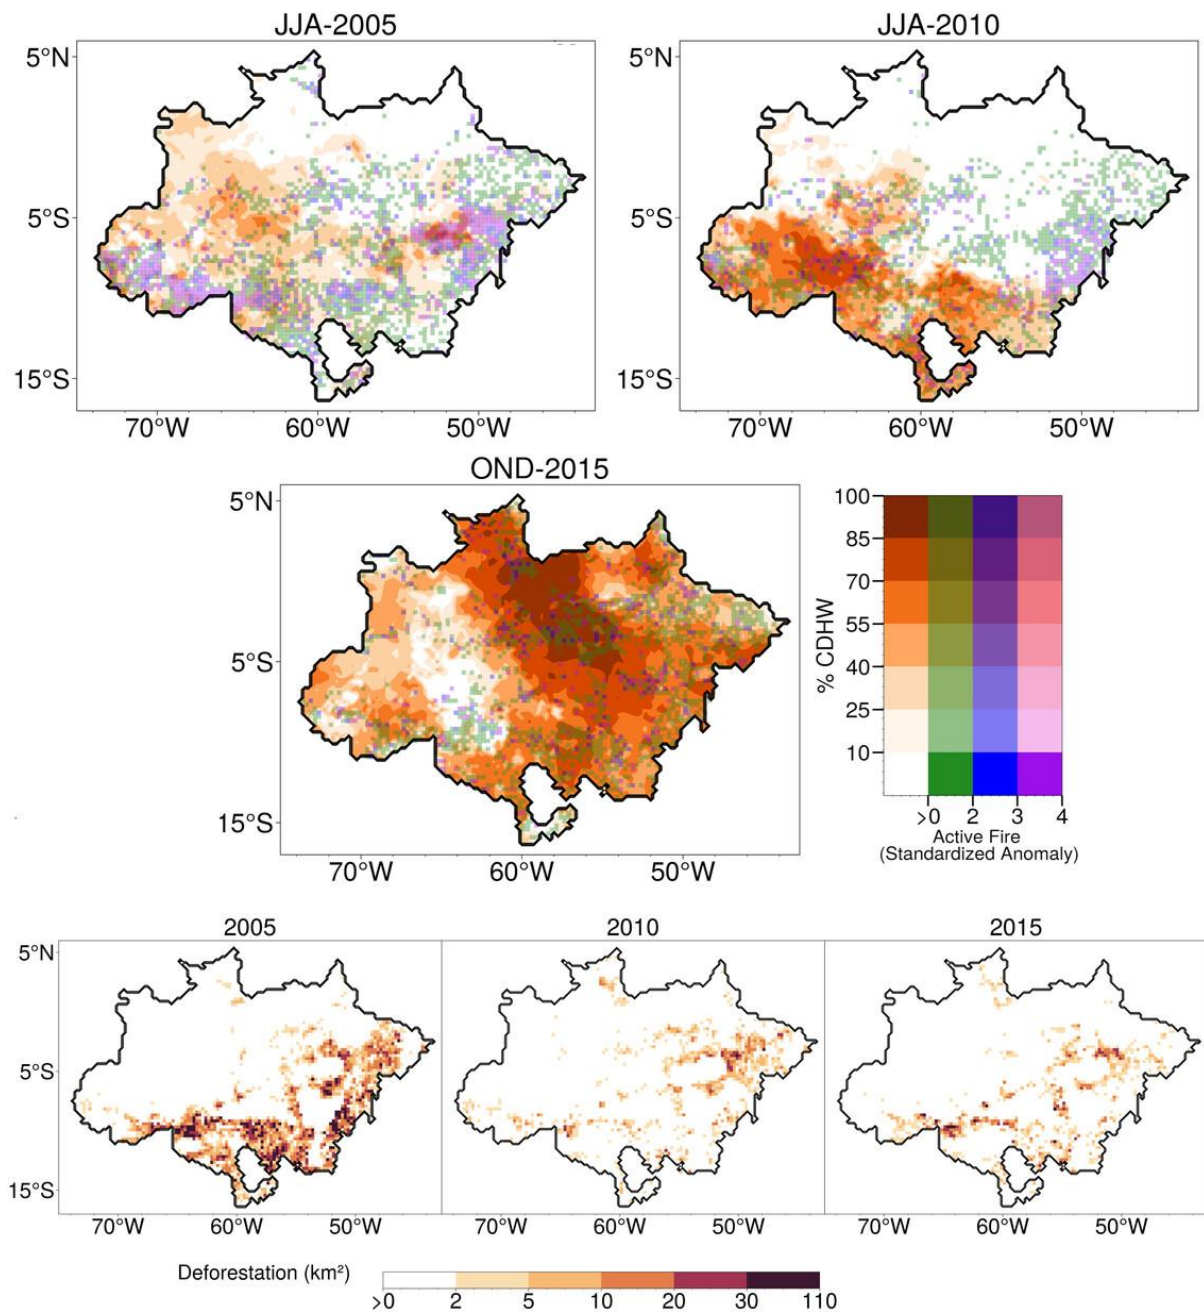 JJA-2005 JJA-2010
5°N 5°N
5°S 5°S
15°S 15°S
70°W 60°W 50°W 70°W 60°W 50°W
OND-2015
5°N
5°S
15°S
70°W 60°W 50°W
100
85
70
55
40
25
10
% CDHW
>0 2 3 4
Active Fire
(Standardized Anomaly)
2005 2010 2015
5°N
5°S
15°S
70°W 60°W 50°W 70°W 60°W 50°W 70°W 60°W 50°W
Deforestation (km²)
>0 2 5 10 20 30 110